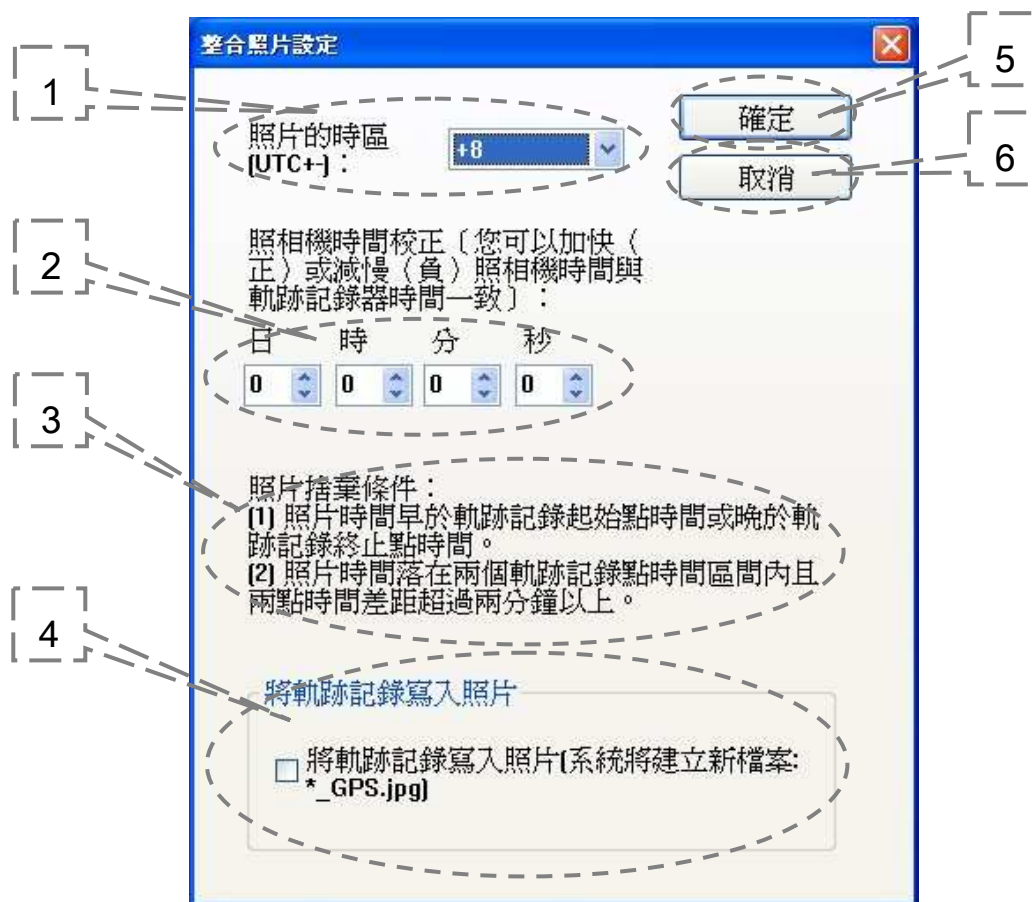 整合照片設定
1
5
照片的時區
(UTC+-)：
+8
確定
6
取消
2
照相機時間校正〔您可以加快（
正）或減慢（負）照相機時間與
軌跡記錄器時間一致〕：
日 時 分 秒
0 0 0 0
3
照片捨棄條件：
(1) 照片時間早於軌跡記錄起始點時間或晚於軌
跡記錄終止點時間。
(2) 照片時間落在兩個軌跡記錄點時間區間內且
兩點時間差距超過兩分鐘以上。
4
將軌跡記錄寫入照片
將軌跡記錄寫入照片(系統將建立新檔案:
*_GPS.jpg)